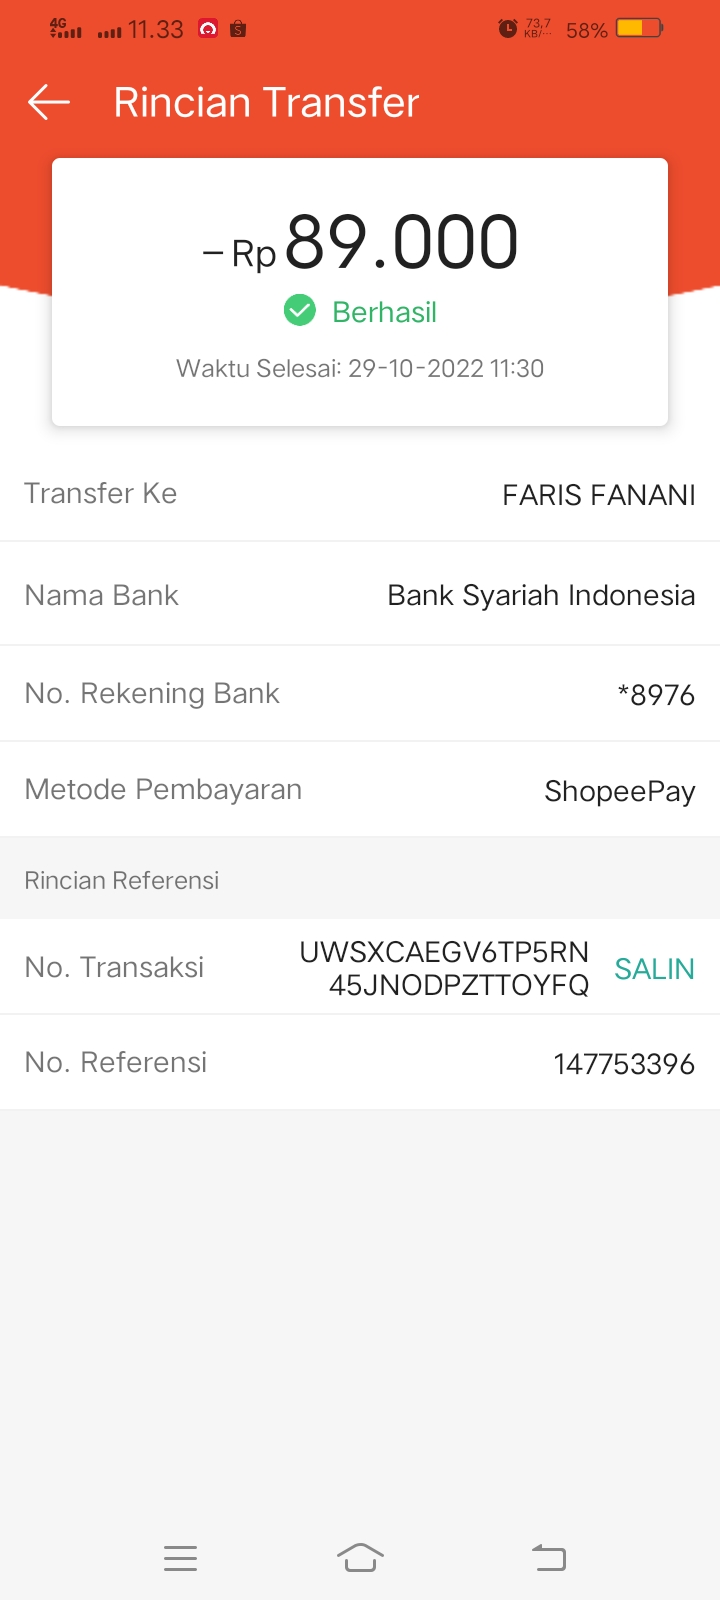 4G 11.33 73,7 KB/... 58%
Rincian Transfer
– Rp 89.000
Berhasil
Waktu Selesai: 29-10-2022 11:30
Transfer Ke FARIS FANANI
Nama Bank Bank Syariah Indonesia
No. Rekening Bank *8976
Metode Pembayaran ShopeePay
Rincian Referensi
No. Transaksi UWSXCAEGV6TP5RN
45JNODPZTTOYFQ SALIN
No. Referensi 147753396